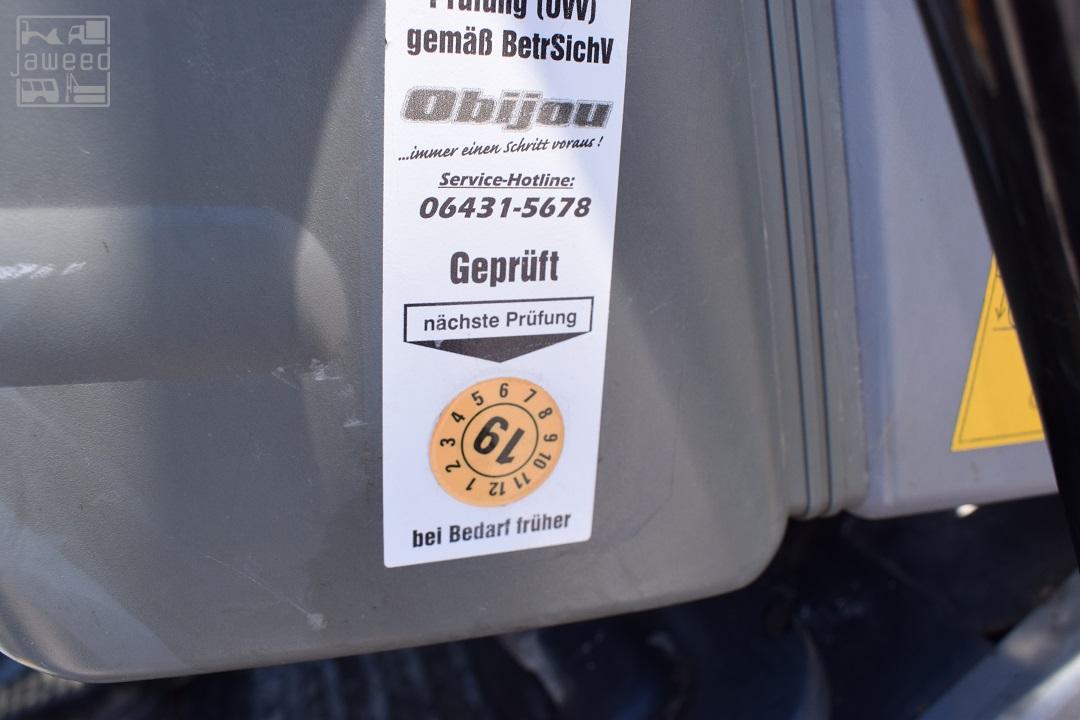 jaweed
Prüfung (UVV)
gemäß BetrSichV
Obijou
...immer einen Schritt voraus !
Service-Hotline:
06431-5678
Geprüft
nächste Prüfung
1 2 3 4 5 6 7 8 9 10 11 12
19
bei Bedarf früher